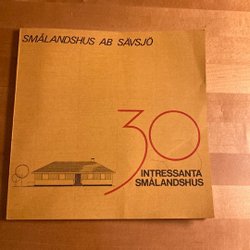 SMÅLANDSHUS AB SÄVSJÖ
30
INTRESSANTA
SMÅLANDSHUS